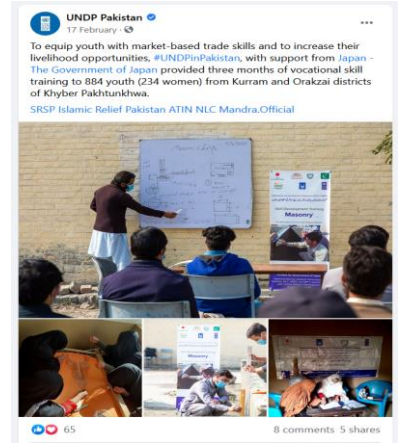 UNDP Pakistan
17 February ·
To equip youth with market-based trade skills and to increase their
livelihood opportunities, #UNDPinPakistan, with support from Japan -
The Government of Japan provided three months of vocational skill
training to 884 youth (234 women) from Kurram and Orakzai districts
of Khyber Pakhtunkhwa.
SRSP Islamic Relief Pakistan ATIN NLC Mandra.Official
Skill Development Training
Masonry
Masonry
65
8 comments 5 shares